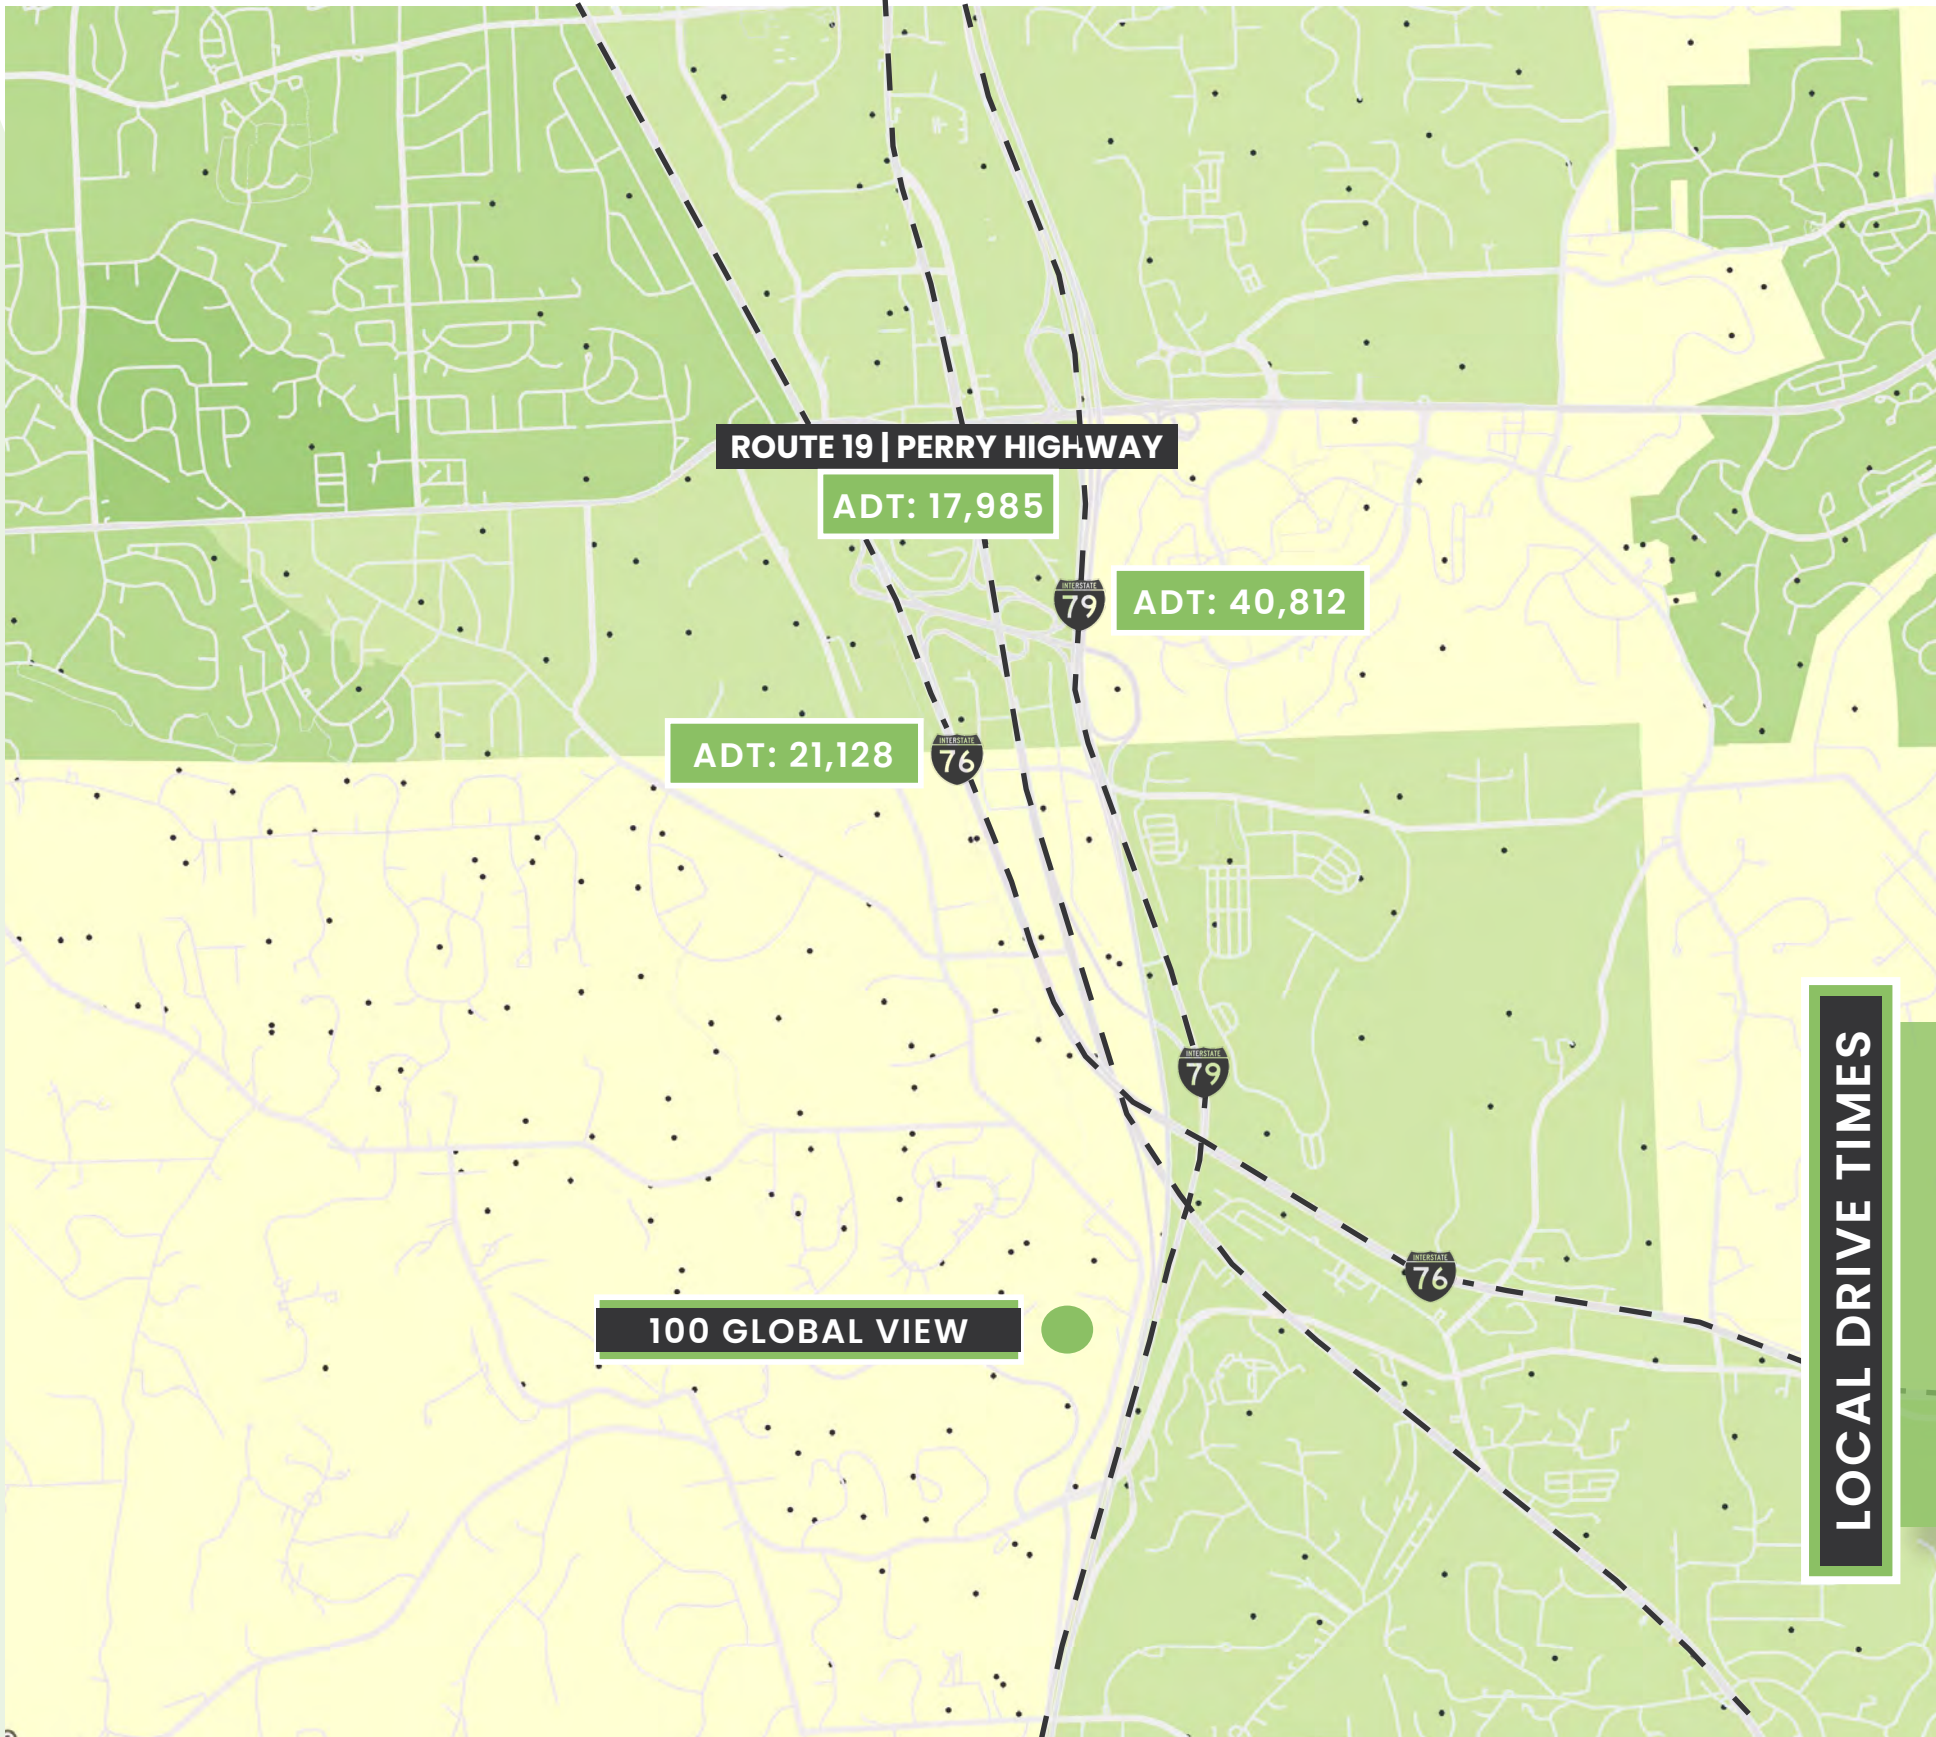 ROUTE 19 | PERRY HIGHWAY
ADT: 17,985
INTERSTATE
79
ADT: 40,812
ADT: 21,128
INTERSTATE
76
INTERSTATE
79
INTERSTATE
76
100 GLOBAL VIEW
LOCAL DRIVE TIMES